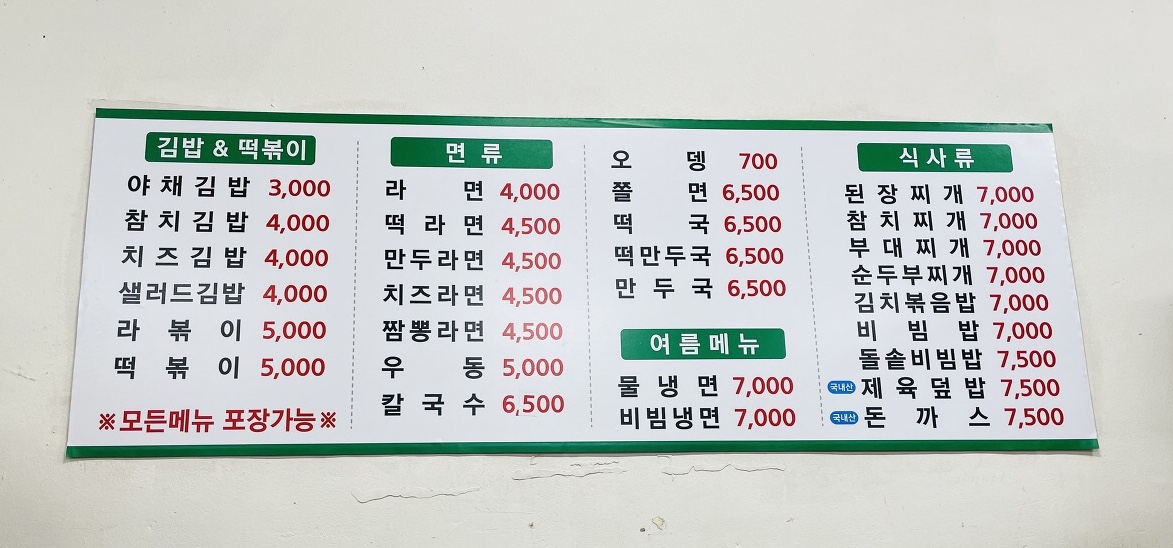 김밥 & 떡볶이
야채김밥 3,000
참치김밥 4,000
치즈김밥 4,000
샐러드김밥 4,000
라볶이 5,000
떡볶이 5,000
※모든메뉴 포장가능※
면류
라면 4,000
떡라면 4,500
만두라면 4,500
치즈라면 4,500
짬뽕라면 4,500
우동 5,000
칼국수 6,500
오뎅 700
쫄면 6,500
떡국 6,500
떡만두국 6,500
만두국 6,500
여름메뉴
물냉면 7,000
비빔냉면 7,000
식사류
된장찌개 7,000
참치찌개 7,000
부대찌개 7,000
순두부찌개 7,000
김치볶음밥 7,000
비빔밥 7,000
돌솥비빔밥 7,500
국내산 제육덮밥 7,500
국내산 돈까스 7,500